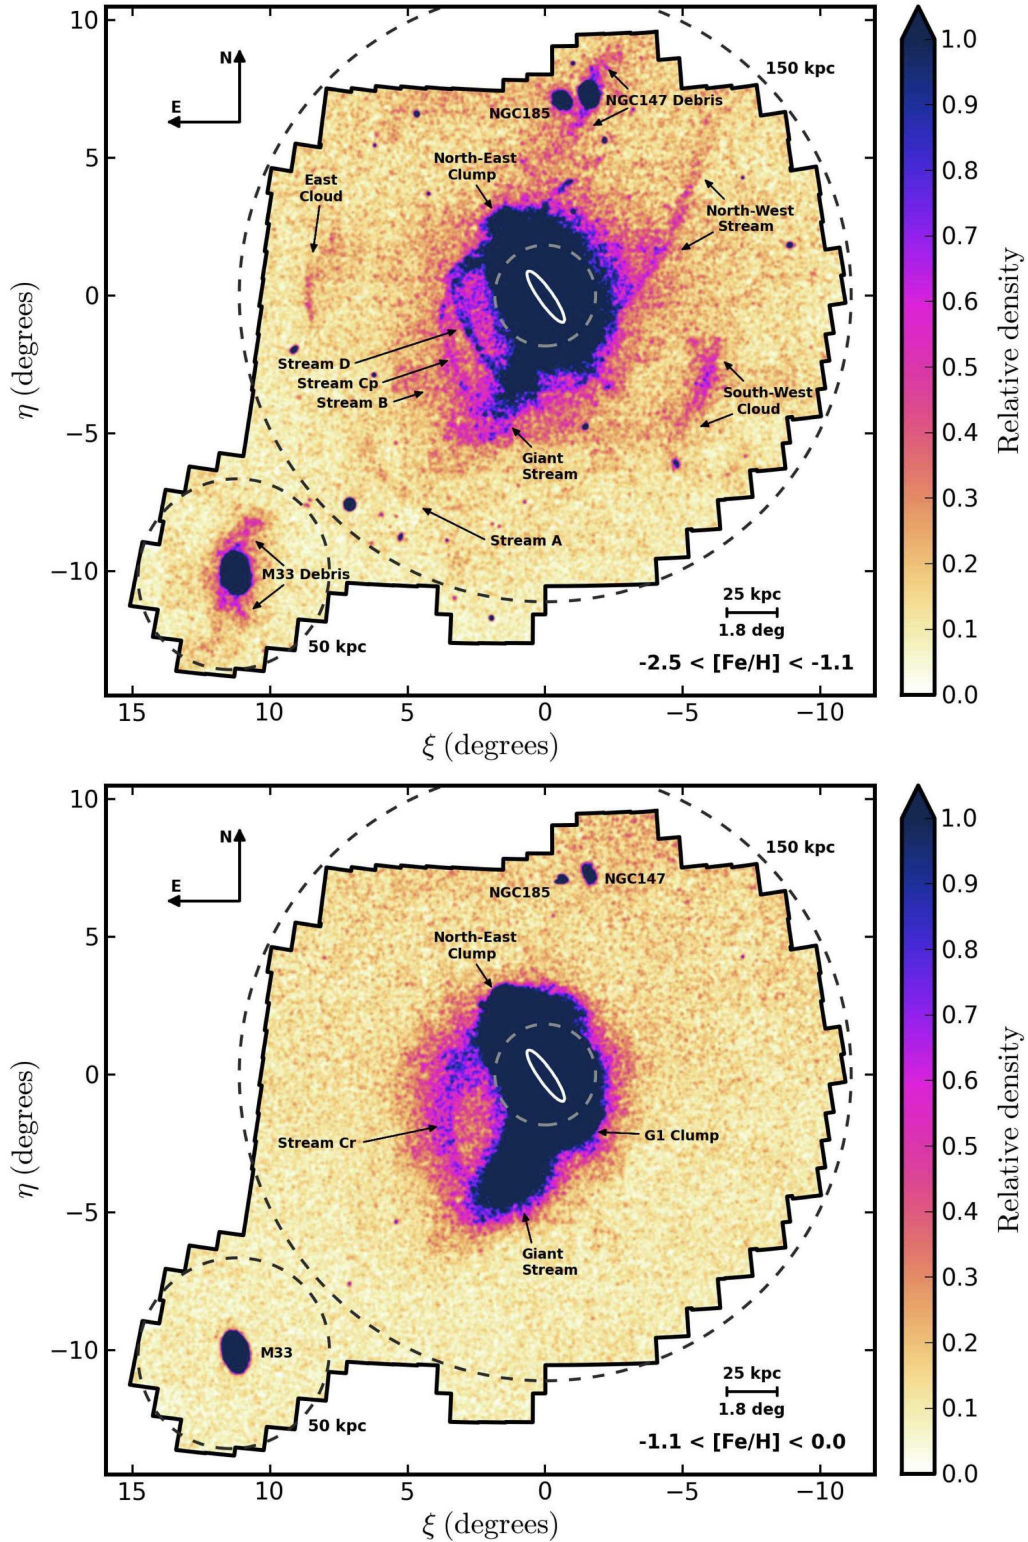 10
5
0
−5
−10
η (degrees)
15
10
5
0
−5
−10
ξ (degrees)
N
E
150 kpc
NGC185
NGC147 Debris
North-East
Clump
East
Cloud
North-West
Stream
Stream D
Stream Cp
Stream B
South-West
Cloud
Giant
Stream
Stream A
M33 Debris
50 kpc
25 kpc
1.8 deg
-2.5 < [Fe/H] < -1.1
1.0
0.9
0.8
0.7
0.6
0.5
0.4
0.3
0.2
0.1
0.0
Relative density
10
5
0
−5
−10
η (degrees)
15
10
5
0
−5
−10
ξ (degrees)
N
E
150 kpc
NGC185
NGC147
North-East
Clump
Stream Cr
G1 Clump
Giant
Stream
M33
50 kpc
25 kpc
1.8 deg
-1.1 < [Fe/H] < 0.0
1.0
0.9
0.8
0.7
0.6
0.5
0.4
0.3
0.2
0.1
0.0
Relative density